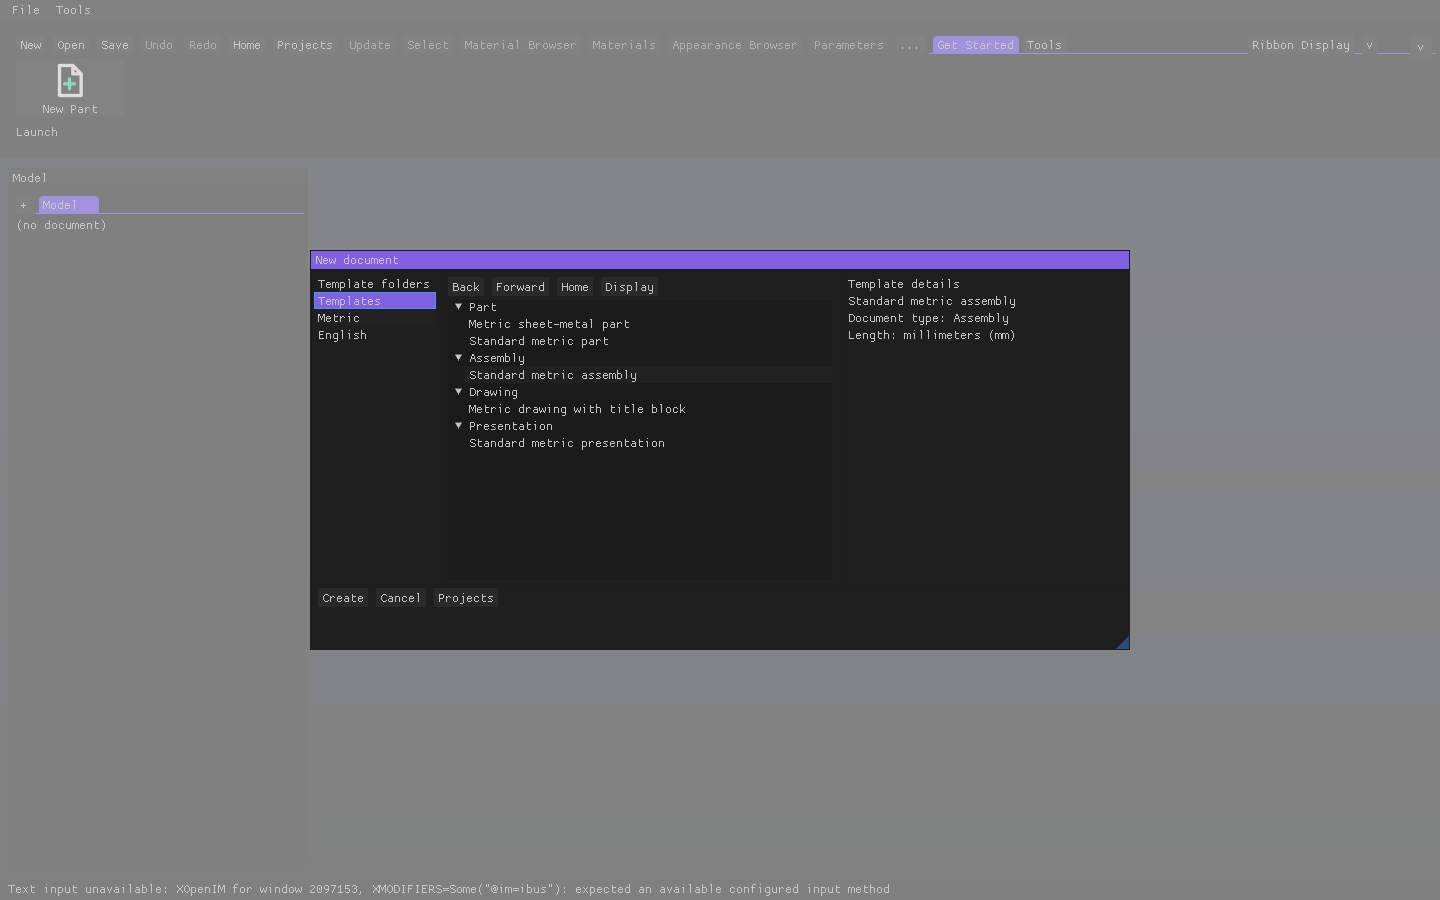 File Tools
New Open Save Undo Redo Home Projects Update Select Material Browser Materials Appearance Browser Parameters ... Get Started Tools Ribbon Display v v
New Part
Launch
Model
+ Model
(no document)
New document
Template folders
Templates
Metric
English
Back Forward Home Display
Part
Metric sheet-metal part
Standard metric part
Assembly
Standard metric assembly
Drawing
Metric drawing with title block
Presentation
Standard metric presentation
Template details
Standard metric assembly
Document type: Assembly
Length: millimeters (mm)
Create Cancel Projects
Text input unavailable: XOpenIM for window 2097153, XMODIFIERS=Some("@im=ibus"): expected an available configured input method